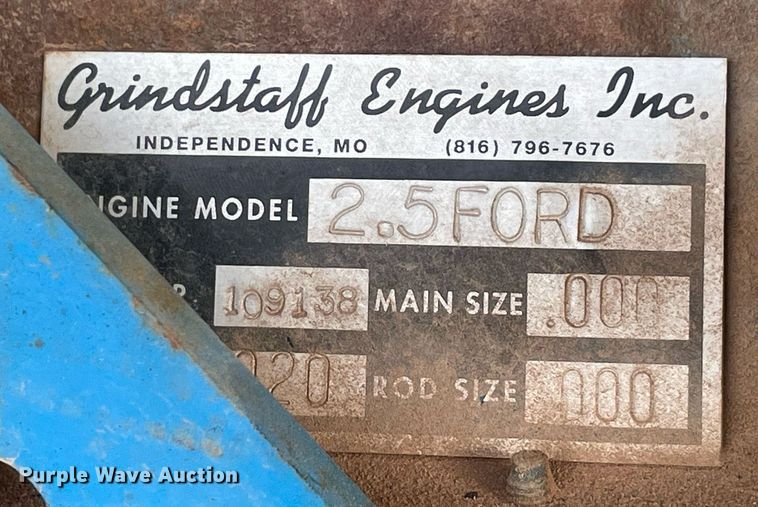 Grindstaff Engines Inc.
INDEPENDENCE, MO (816) 796-7676
NGINE MODEL 2.5FORD
R. 109138 MAIN SIZE .000
020 ROD SIZE .000
Purple Wave Auction